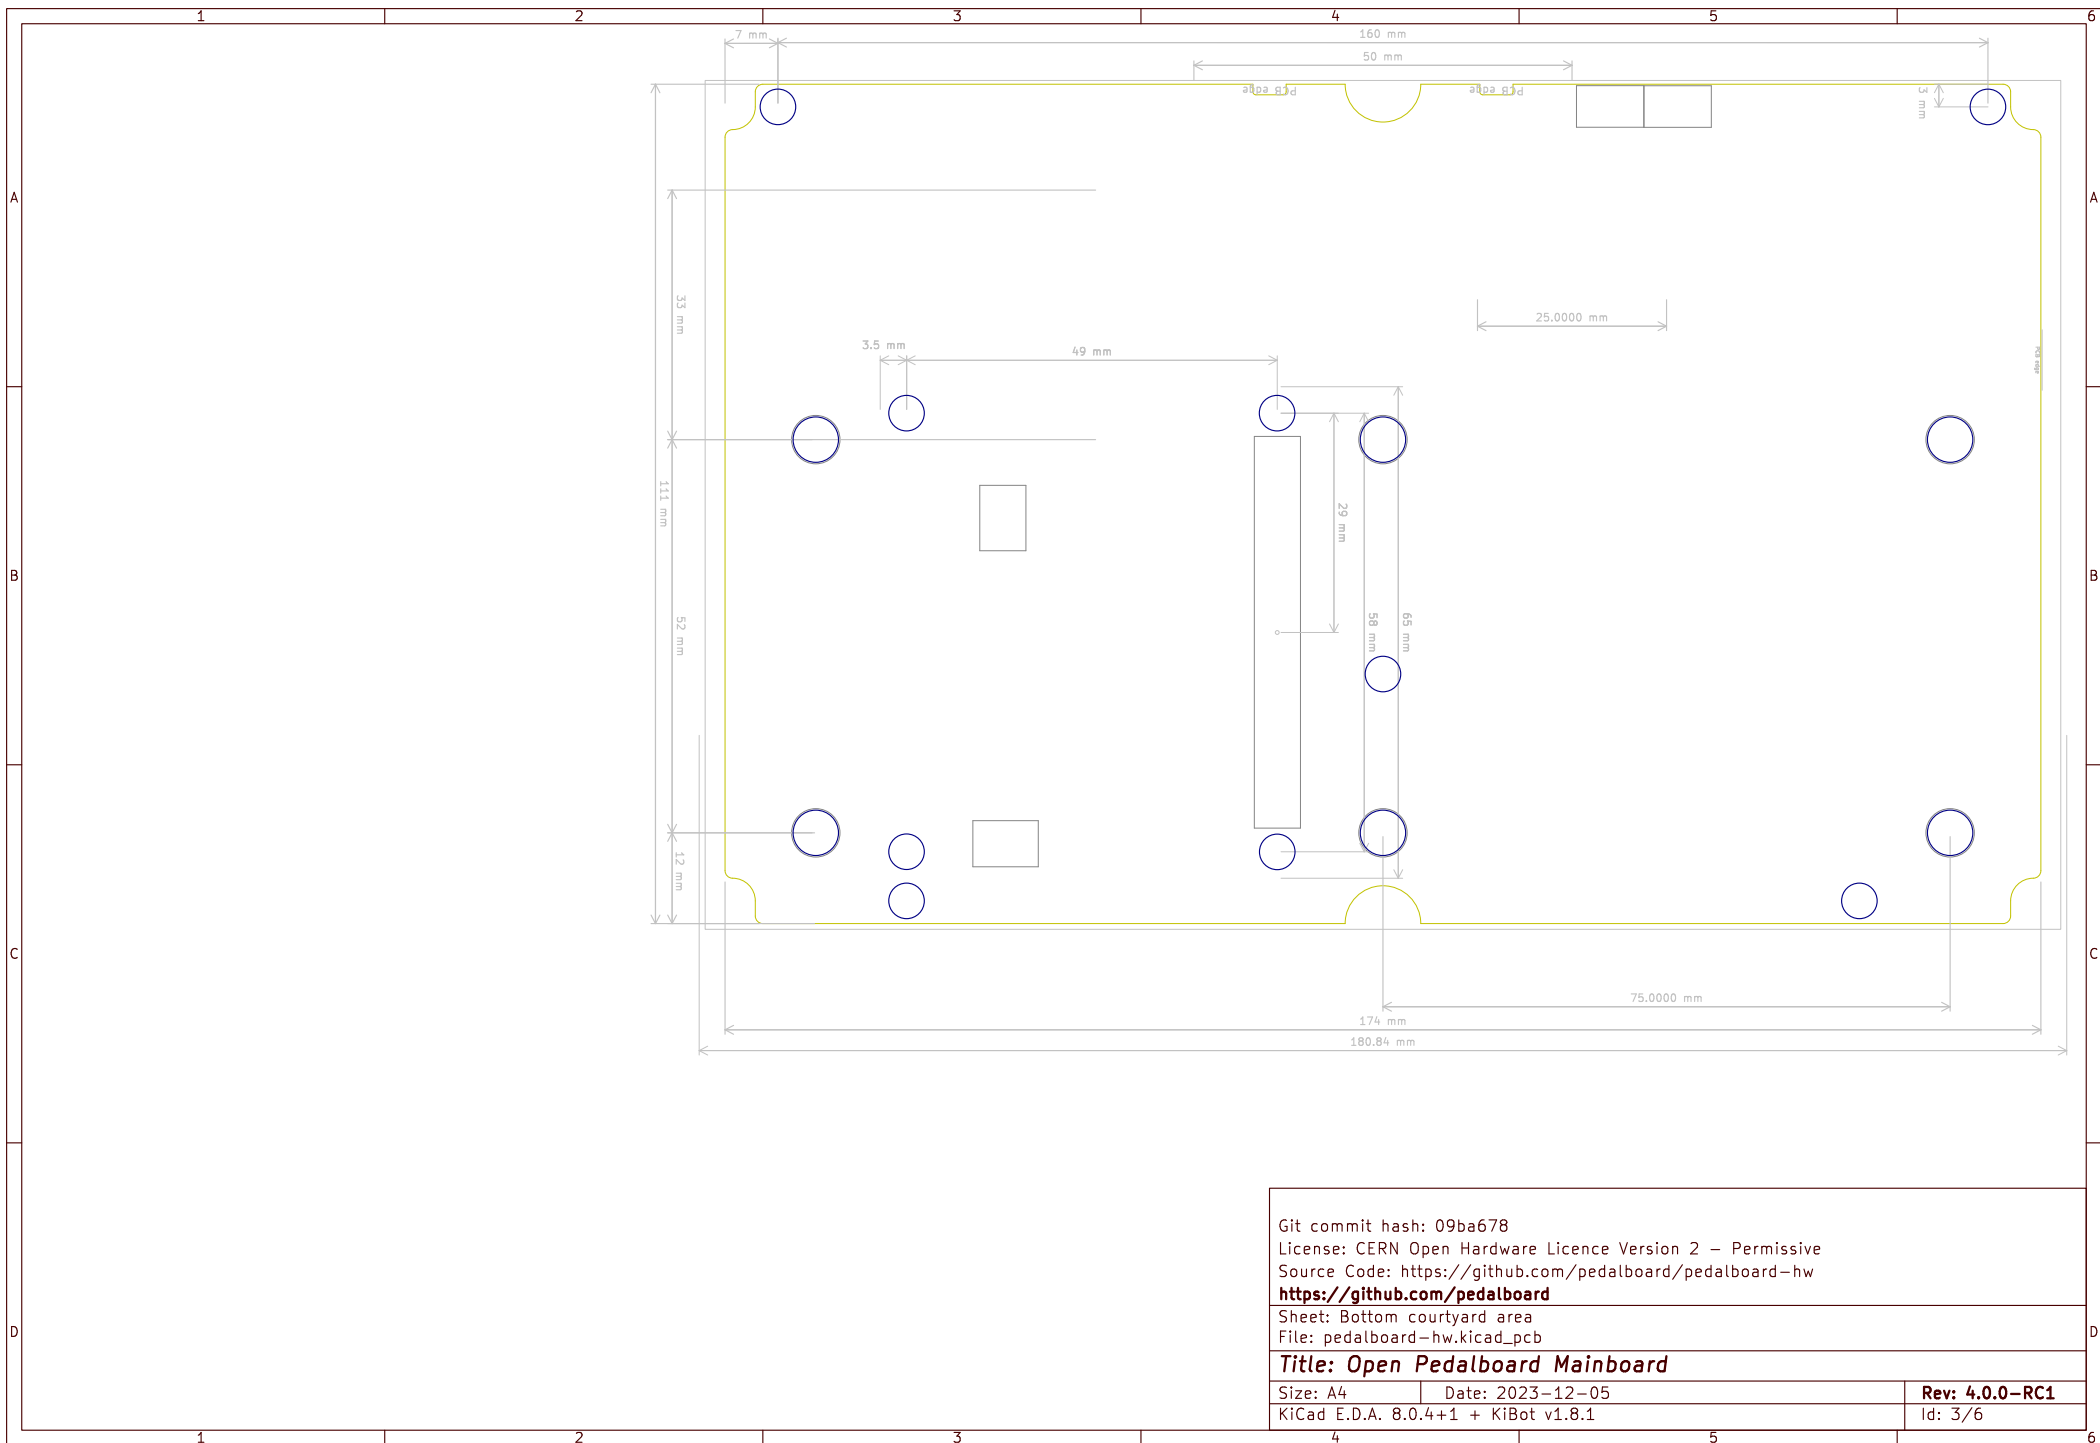 1 2 3 4 5 6
7 mm
160 mm
50 mm
PCB edge
PCB edge
3 mm
A
A
33 mm
25.0000 mm
3.5 mm
49 mm
PCB edge
111 mm
29 mm
B
B
52 mm
58 mm
65 mm
12 mm
C
C
75.0000 mm
174 mm
180.84 mm
Git commit hash: 09ba678
License: CERN Open Hardware Licence Version 2 - Permissive
Source Code: https://github.com/pedalboard/pedalboard-hw
https://github.com/pedalboard
Sheet: Bottom courtyard area
File: pedalboard-hw.kicad_pcb
D
D
Title: Open Pedalboard Mainboard
Size: A4 Date: 2023-12-05 Rev: 4.0.0-RC1
KiCad E.D.A. 8.0.4+1 + KiBot v1.8.1 Id: 3/6
1 2 3 4 5 6